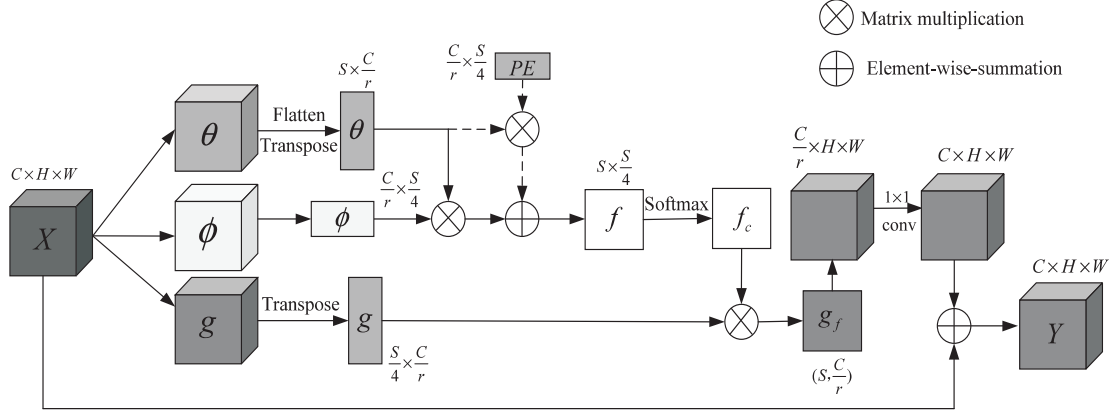 Matrix multiplication
Element-wise-summation
C/r × S/4
PE
S × C/r
θ
Flatten
Transpose
θ
C×H×W
X
ϕ
ϕ
C/r × S/4
S × S/4
f
Softmax
f_c
C/r ×H×W
1×1
conv
C×H×W
g
Transpose
g
S/4 × C/r
g_f
(S, C/r)
C×H×W
Y